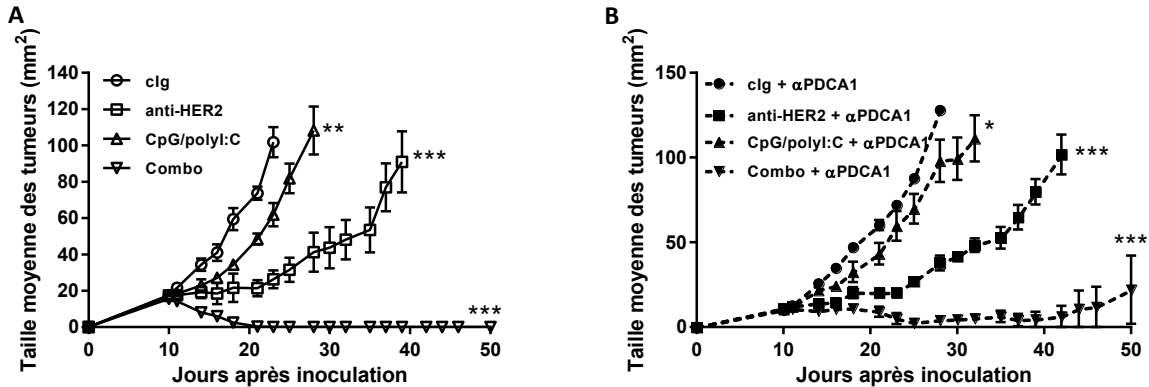 A
Taille moyenne des tumeurs (mm²)
140
120
100
80
60
40
20
0
cIg
anti-HER2
CpG/polyI:C
Combo
**
***
***
0 10 20 30 40 50
Jours après inoculation
B
Taille moyenne des tumeurs (mm²)
150
100
50
0
cIg + αPDCA1
anti-HER2 + αPDCA1
CpG/polyI:C + αPDCA1
Combo + αPDCA1
*
***
***
0 10 20 30 40 50
Jours après inoculation